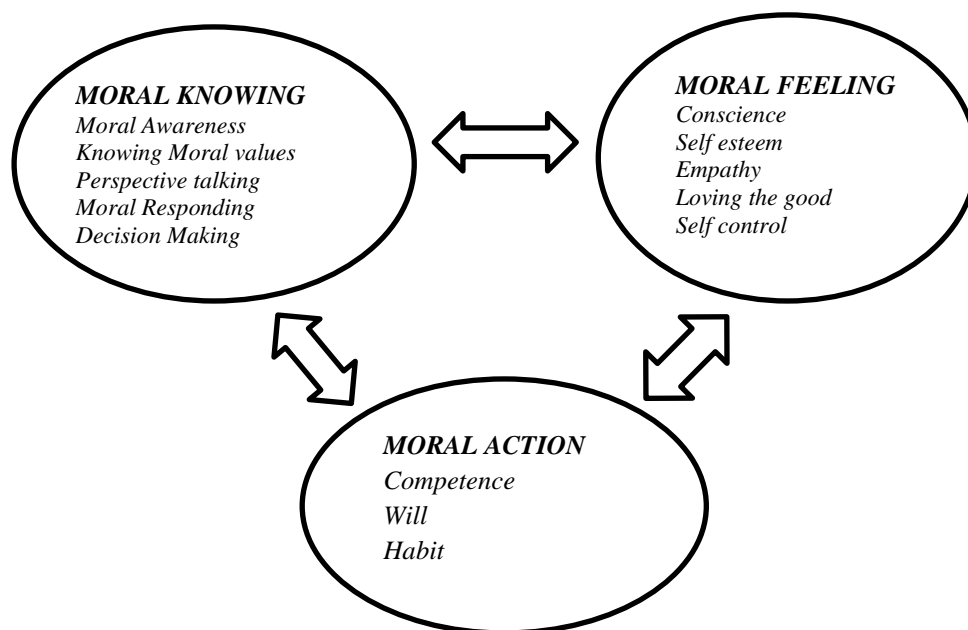 MORAL KNOWING
Moral Awareness
Knowing Moral values
Perspective talking
Moral Responding
Decision Making
MORAL FEELING
Conscience
Self esteem
Empathy
Loving the good
Self control
MORAL ACTION
Competence
Will
Habit